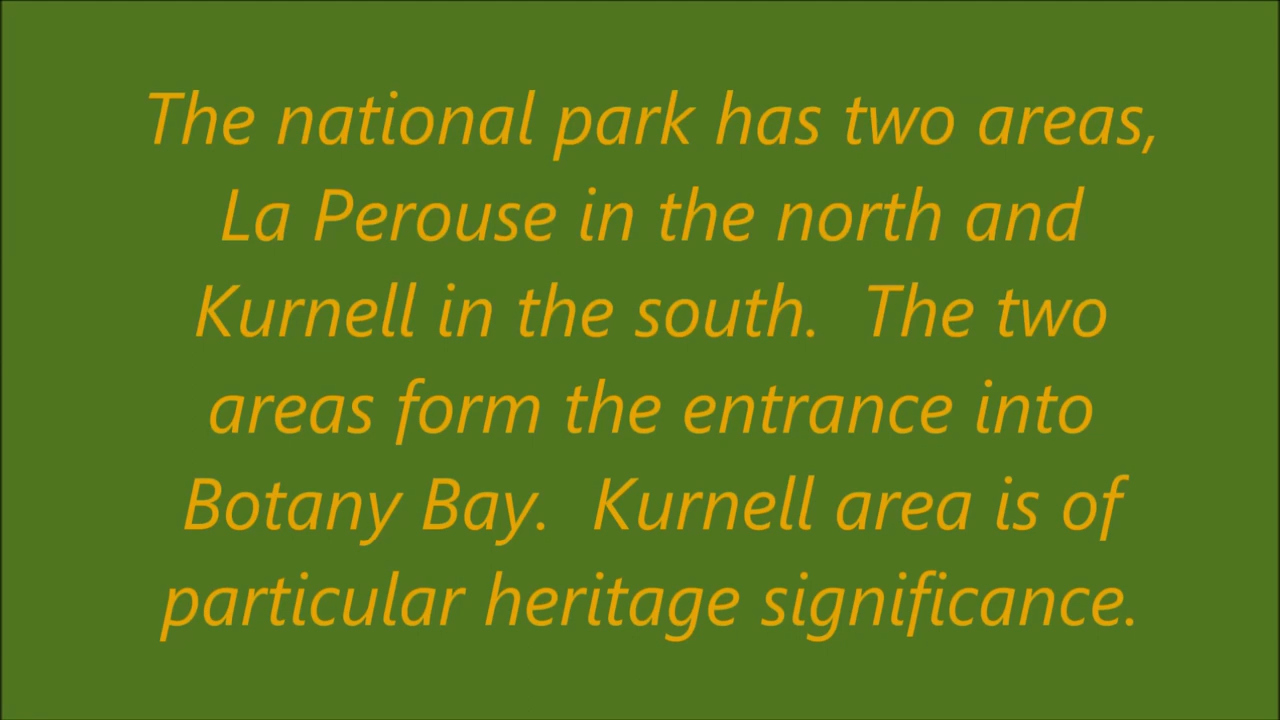 The national park has two areas,
La Perouse in the north and
Kurnell in the south.  The two
areas form the entrance into
Botany Bay.  Kurnell area is of
particular heritage significance.